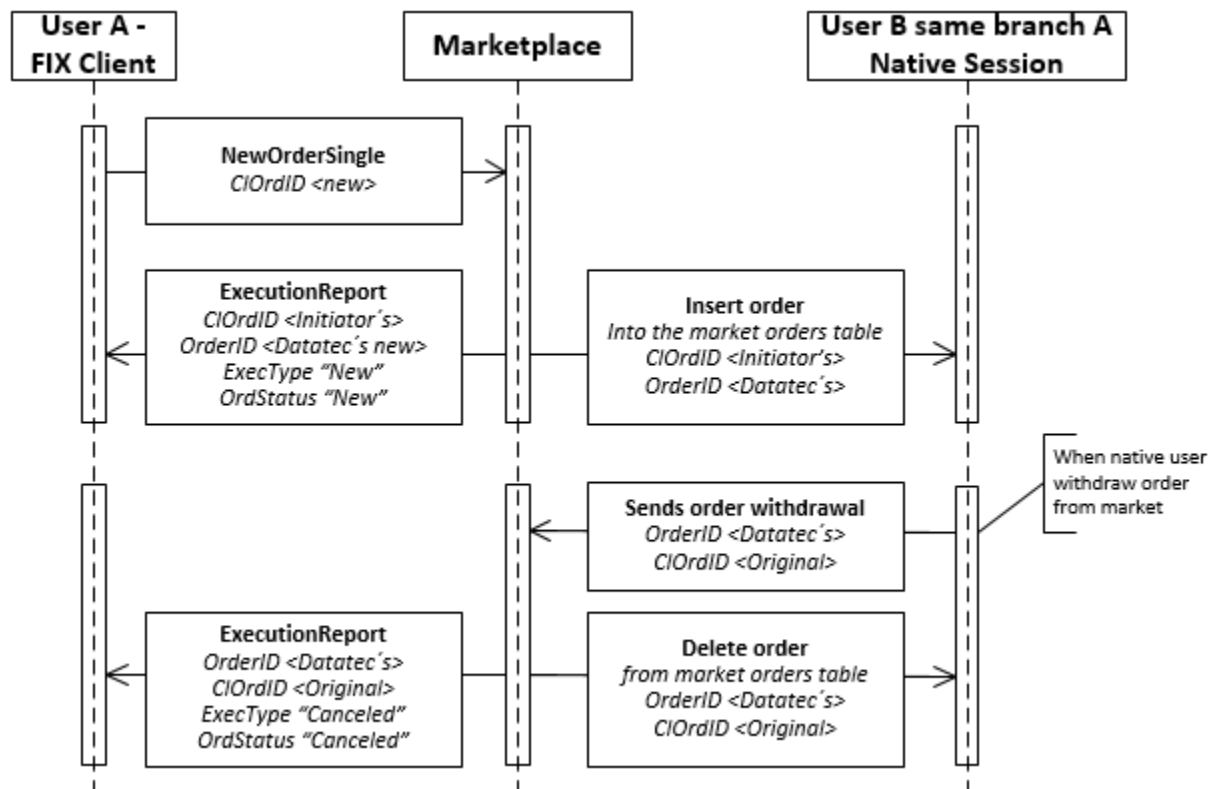 User A -
FIX Client
Marketplace
User B same branch A
Native Session
NewOrderSingle
ClOrdID <new>
ExecutionReport
ClOrdID <Initiator´s>
OrderID <Datatec´s new>
ExecType “New”
OrdStatus “New”
Insert order
Into the market orders table
ClOrdID <Initiator’s>
OrderID <Datatec´s>
When native user
withdraw order
from market
Sends order withdrawal
OrderID <Datatec´s>
ClOrdID <Original>
ExecutionReport
OrderID <Datatec´s>
ClOrdID <Original>
ExecType “Canceled”
OrdStatus “Canceled”
Delete order
from market orders table
OrderID <Datatec´s>
ClOrdID <Original>